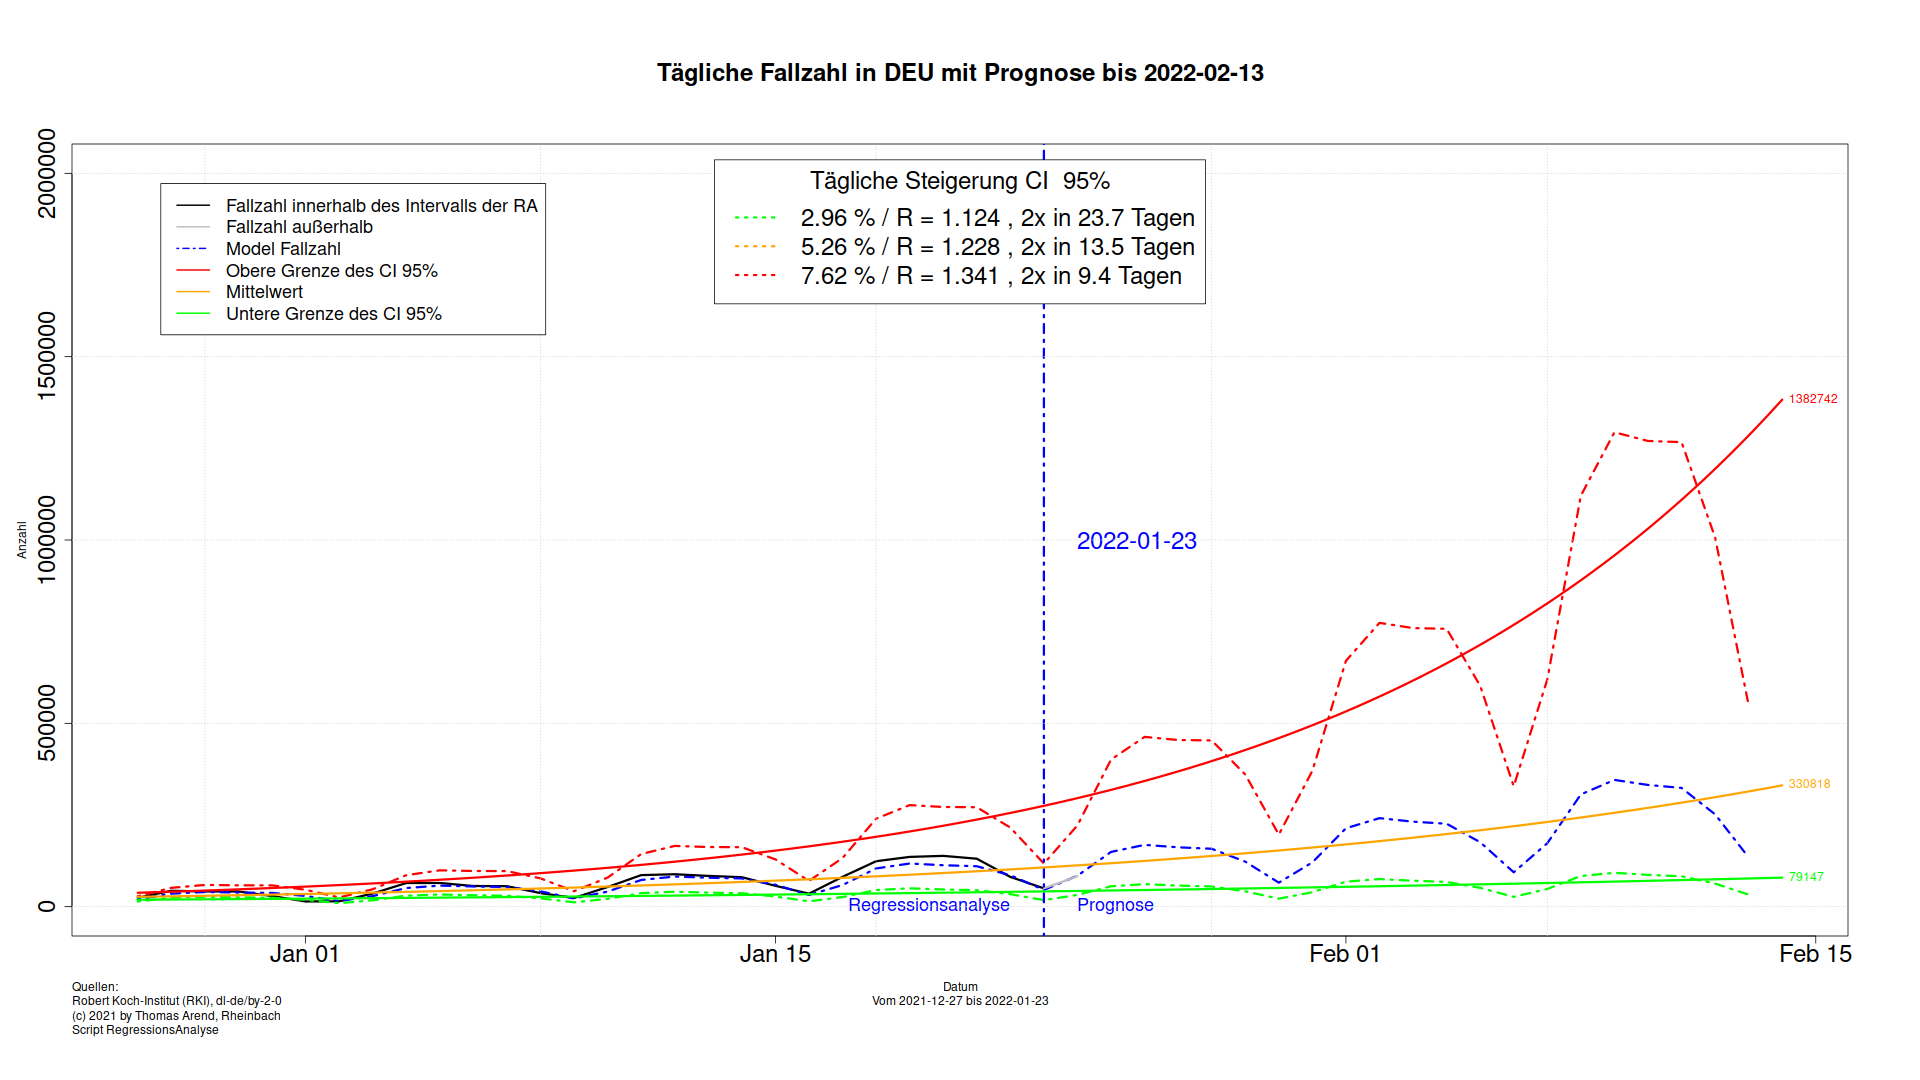 Tägliche Fallzahl in DEU mit Prognose bis 2022-02-13
Tägliche Steigerung CI 95%
2.96 % / R = 1.124 , 2x in 23.7 Tagen
5.26 % / R = 1.228 , 2x in 13.5 Tagen
7.62 % / R = 1.341 , 2x in 9.4 Tagen
Fallzahl innerhalb des Intervalls der RA
Fallzahl außerhalb
Model Fallzahl
Obere Grenze des CI 95%
Mittelwert
Untere Grenze des CI 95%
Anzahl
2000000
1500000
1000000
500000
0
1382742
330818
79147
2022-01-23
Regressionsanalyse
Prognose
Jan 01
Jan 15
Feb 01
Feb 15
Datum
Vom 2021-12-27 bis 2022-01-23
Quellen:
Robert Koch-Institut (RKI), dl-de/by-2-0
(c) 2021 by Thomas Arend, Rheinbach
Script RegressionsAnalyse